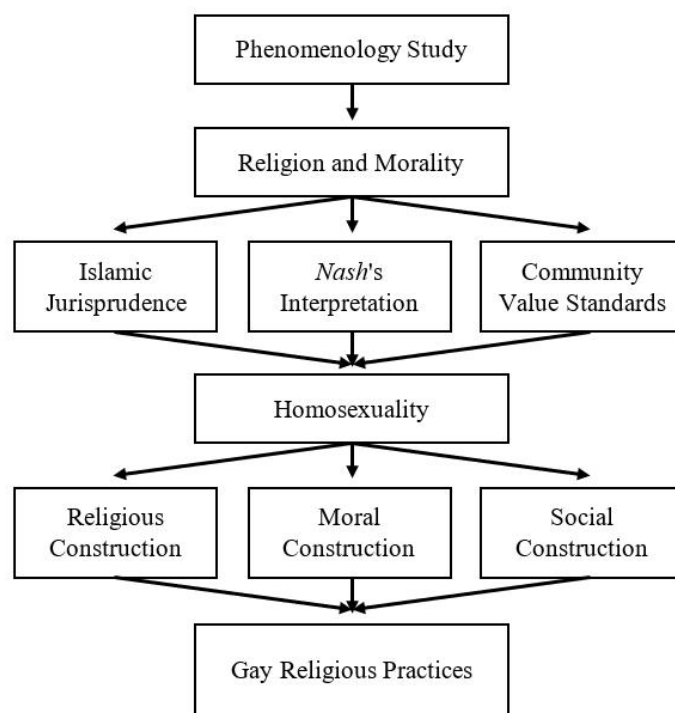 Phenomenology Study
Religion and Morality
Islamic
Jurisprudence
Nash's
Interpretation
Community
Value Standards
Homosexuality
Religious
Construction
Moral
Construction
Social
Construction
Gay Religious Practices